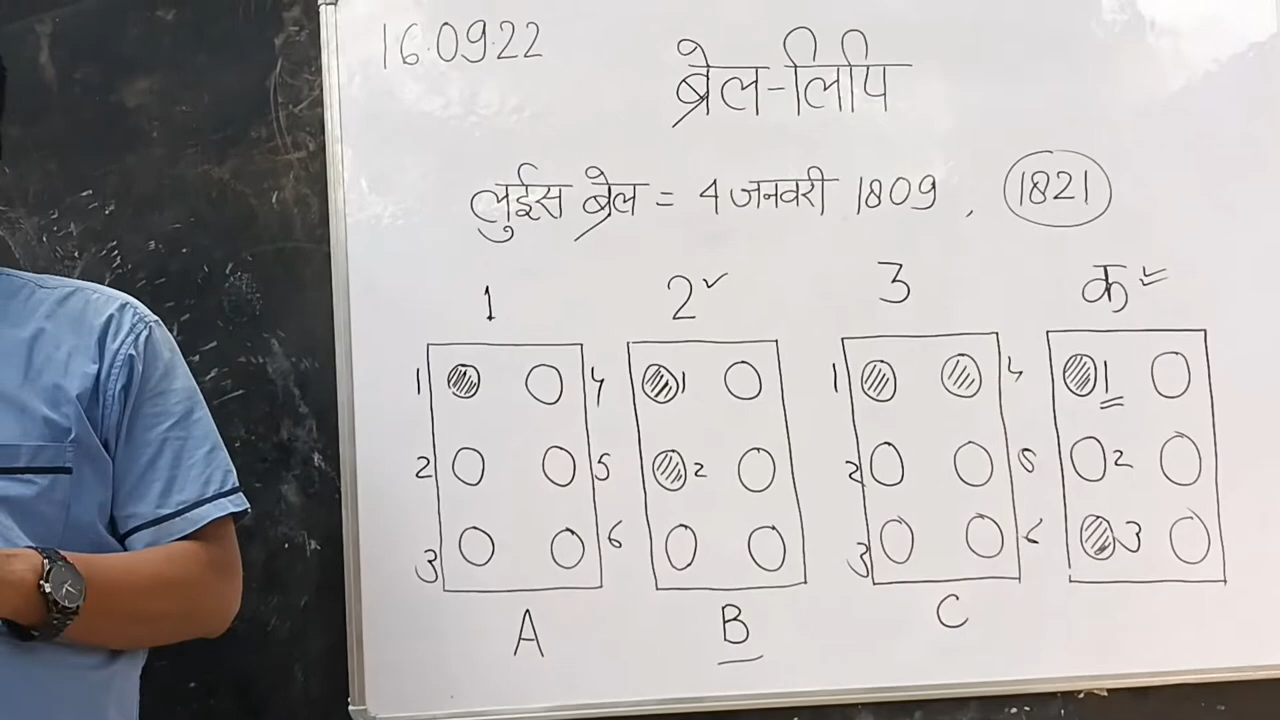 16.09.22
ब्रेल-लिपि
लुईस ब्रेल = 4 जनवरी 1809 , 1821
1 2 3 क
1 4 1 1 4 1
2 5 2 2 5 2
3 6 3 6 3
A B C